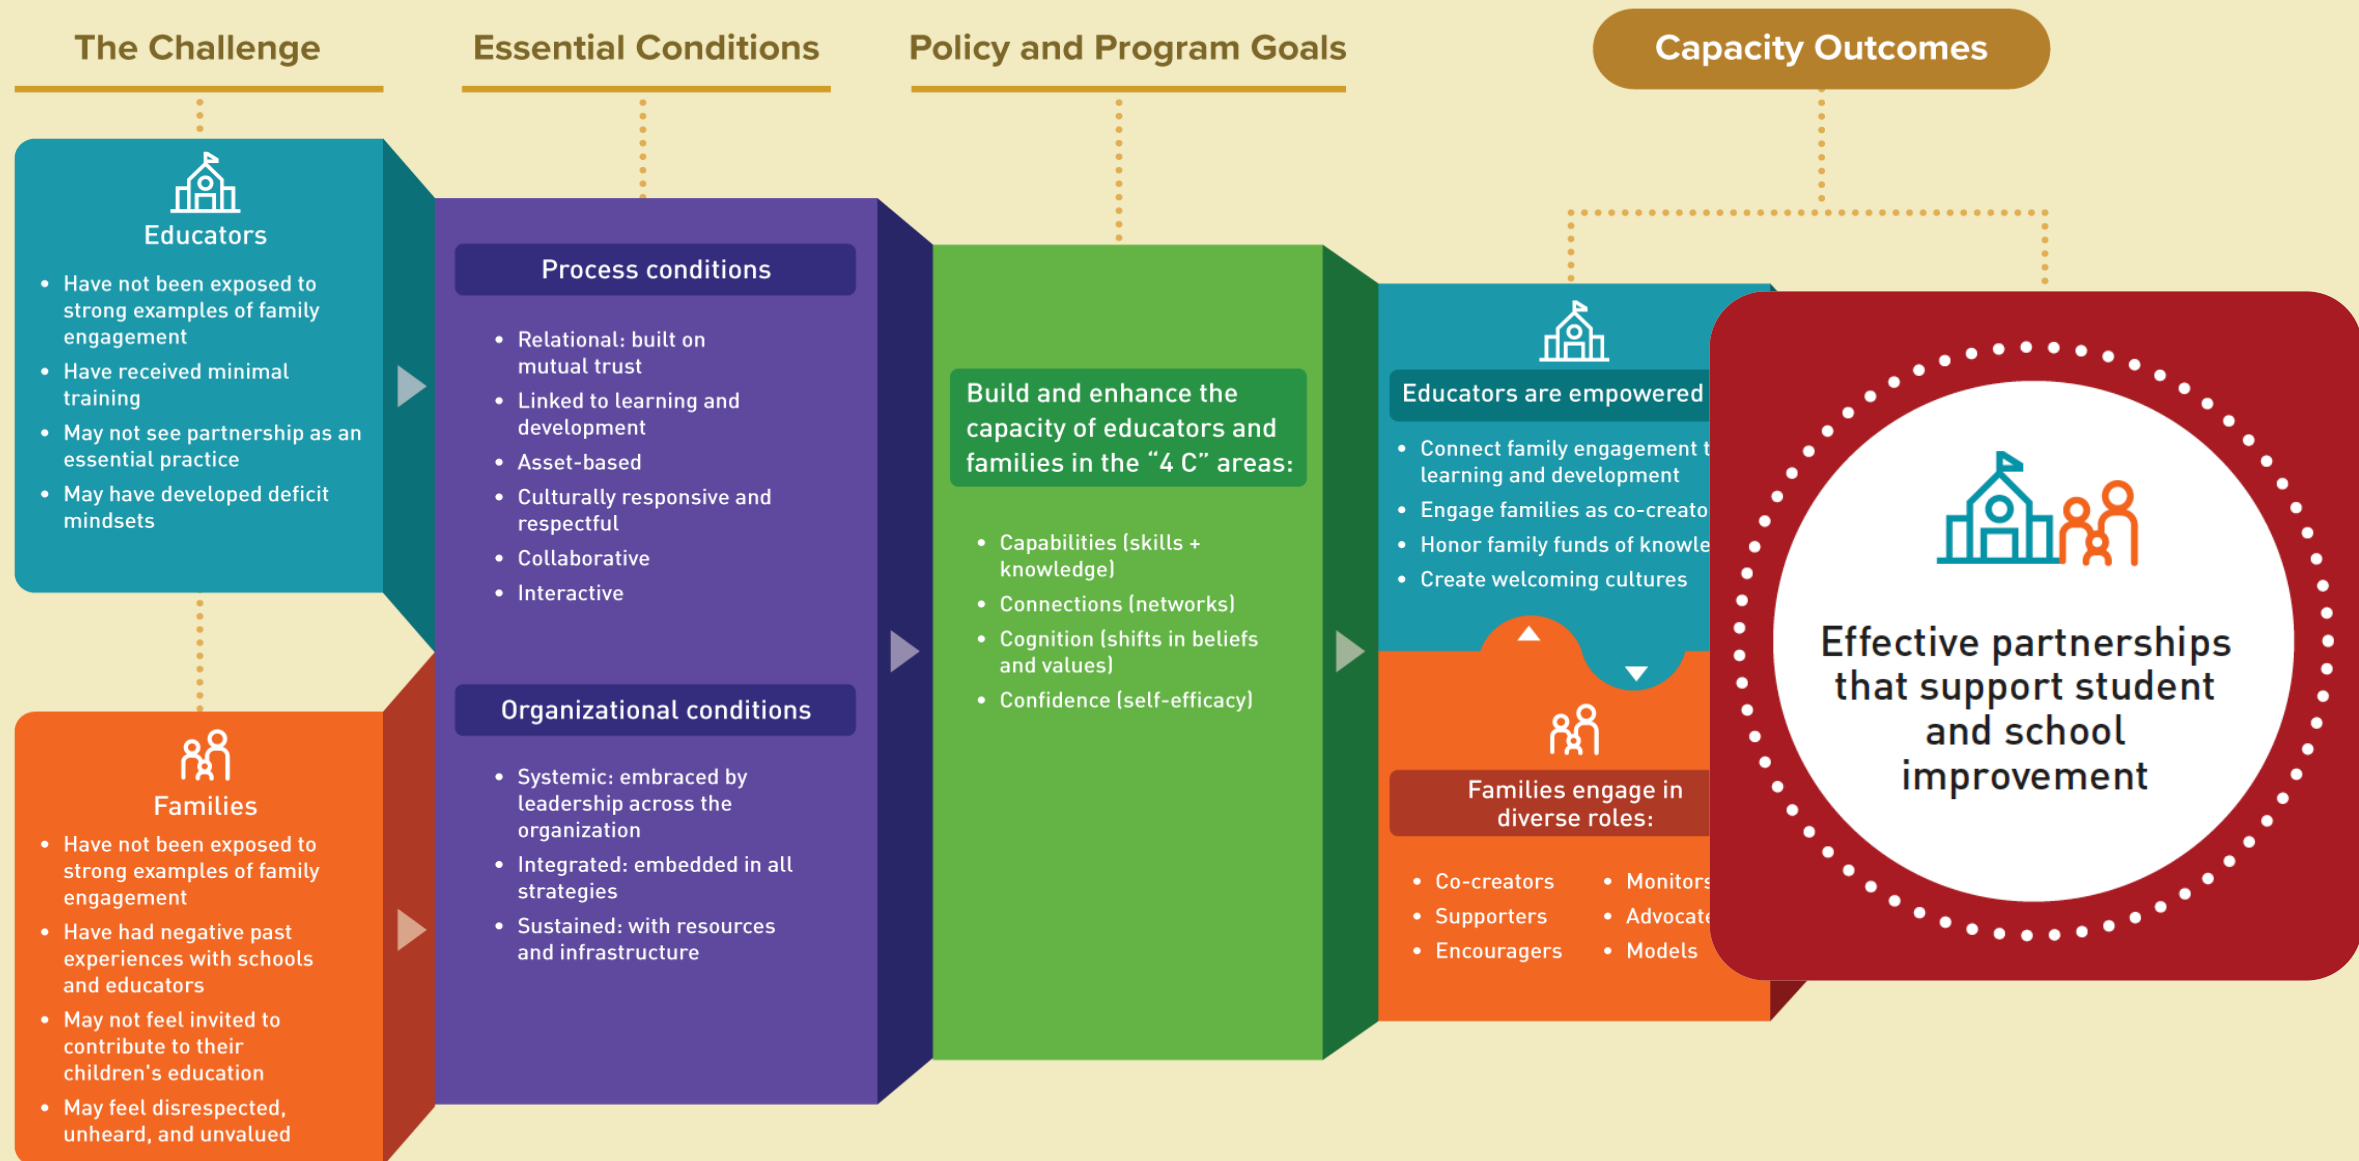 The Challenge
Educators
• Have not been exposed to
strong examples of family
engagement
• Have received minimal
training
• May not see partnership as an
essential practice
• May have developed deficit
mindsets
Families
• Have not been exposed to
strong examples of family
engagement
• Have had negative past
experiences with schools
and educators
• May not feel invited to
contribute to their
children's education
• May feel disrespected,
unheard, and unvalued
Essential Conditions
Process conditions
• Relational: built on
mutual trust
• Linked to learning and
development
• Asset-based
• Culturally responsive and
respectful
• Collaborative
• Interactive
Organizational conditions
• Systemic: embraced by
leadership across the
organization
• Integrated: embedded in all
strategies
• Sustained: with resources
and infrastructure
Policy and Program Goals
Build and enhance the
capacity of educators and
families in the “4 C” areas:
• Capabilities (skills +
knowledge)
• Connections (networks)
• Cognition (shifts in beliefs
and values)
• Confidence (self-efficacy)
Capacity Outcomes
Educators are empowered
• Connect family engagement
learning and development
• Engage families as
• Honor family funds of
• Create welcoming cultures
Families engage in
diverse roles:
• Co-creators
• Supporters
• Encouragers
• Monitors
• Advocate
• Models
Effective partnerships
that support student
and school
improvement